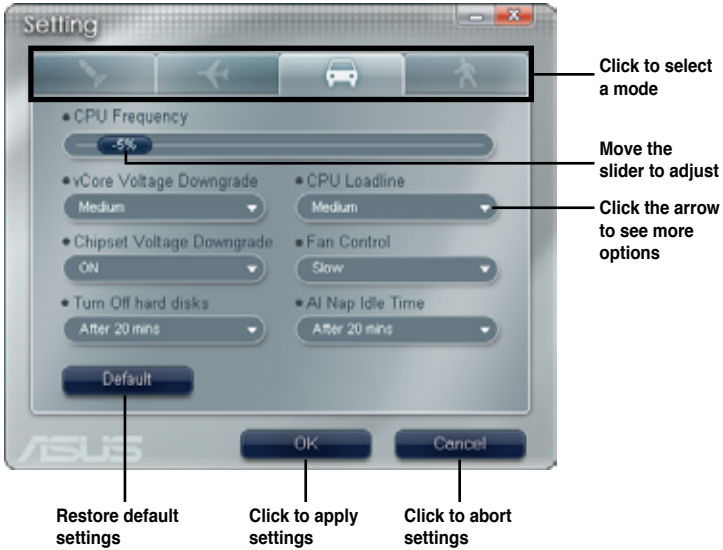 Setting
Click to select
a mode
CPU Frequency
-5%
Move the
slider to adjust
vCore Voltage Downgrade
CPU Loadline
Medium
Medium
Click the arrow
to see more
options
Chipset Voltage Downgrade
Fan Control
ON
Slow
Turn Off hard disks
AI Nap Idle Time
After 20 mins
After 20 mins
Default
ASUS
OK
Cancel
Restore default
settings
Click to apply
settings
Click to abort
settings